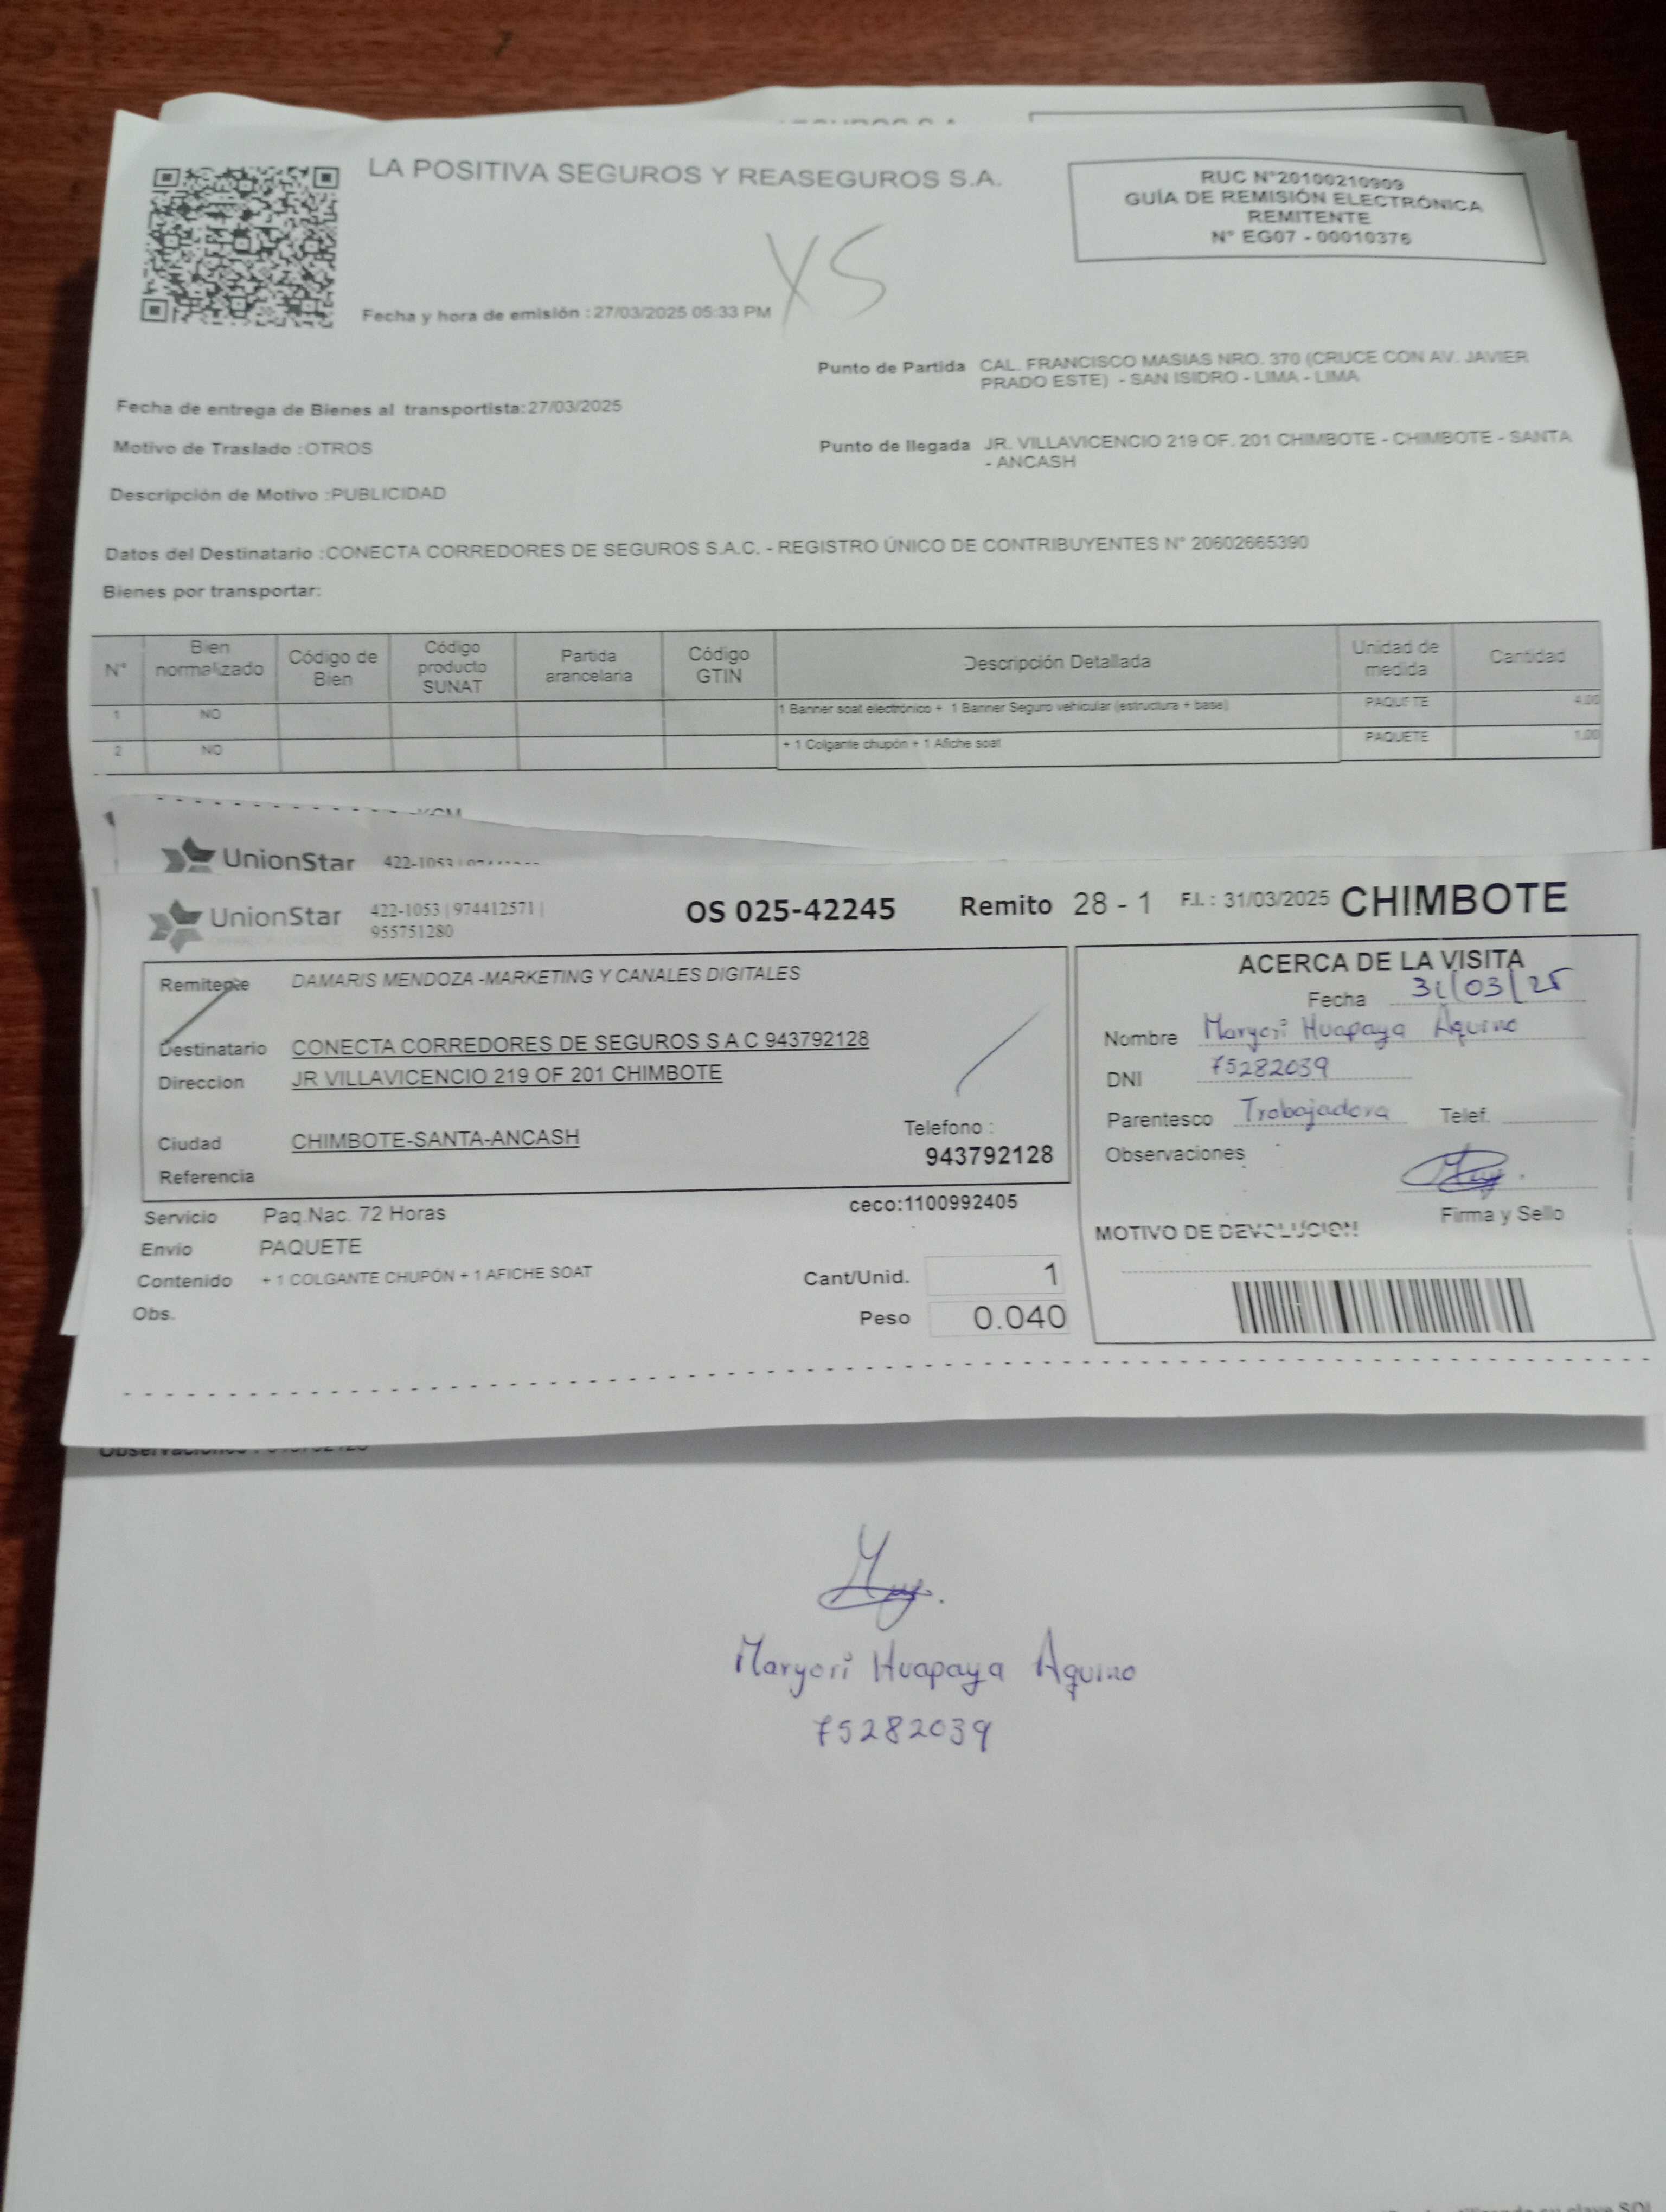 LA POSITIVA SEGUROS Y REASEGUROS S.A.
RUC N°20100210909
GUÍA DE REMISIÓN ELECTRÓNICA
REMITENTE
N° EG07 - 00010376
YS
Fecha y hora de emisión : 27/03/2025 05:33 PM
Punto de Partida CAL. FRANCISCO MASIAS NRO. 370 (CRUCE CON AV. JAVIER
PRADO ESTE) - SAN ISIDRO - LIMA - LIMA
Fecha de entrega de Bienes al transportista:27/03/2025
Motivo de Traslado :OTROS
Punto de llegada JR. VILLAVICENCIO 219 OF. 201 CHIMBOTE - CHIMBOTE - SANTA
- ANCASH
Descripción de Motivo :PUBLICIDAD
Datos del Destinatario :CONECTA CORREDORES DE SEGUROS S.A.C. - REGISTRO ÚNICO DE CONTRIBUYENTES N° 20602665390
Bienes por transportar:
N° Bien normalizado Código de Bien Código producto SUNAT Partida arancelaria Código GTIN Descripción Detallada Unidad de medida Cantidad
1 NO 1 Banner soat electrónico + 1 Banner Seguro vehicular (estructura + base) PAQUETE 4.00
2 NO + 1 Colgante chupón + 1 Afiche soat PAQUETE 1.00
UnionStar 422-1053
UnionStar 422-1053 | 974412571 |
955751280
OS 025-42245 Remito 28 - 1 F.I. : 31/03/2025 CHIMBOTE
Remitente DAMARIS MENDOZA -MARKETING Y CANALES DIGITALES
Destinatario CONECTA CORREDORES DE SEGUROS S A C 943792128
Direccion JR VILLAVICENCIO 219 OF 201 CHIMBOTE
Ciudad CHIMBOTE-SANTA-ANCASH
Telefono :
943792128
Referencia
Servicio Paq.Nac. 72 Horas
ceco:1100992405
Envio PAQUETE
Contenido + 1 COLGANTE CHUPÓN + 1 AFICHE SOAT
Cant/Unid. 1
Obs.
Peso 0.040
ACERCA DE LA VISITA
Fecha 31/03/25
Nombre Maryori Huapaya Aquino
DNI 75282039
Parentesco Trabajadora Telef.
Observaciones
Firma y Sello
MOTIVO DE DEVOLUCION
Maryori Huapaya Aquino
75282039